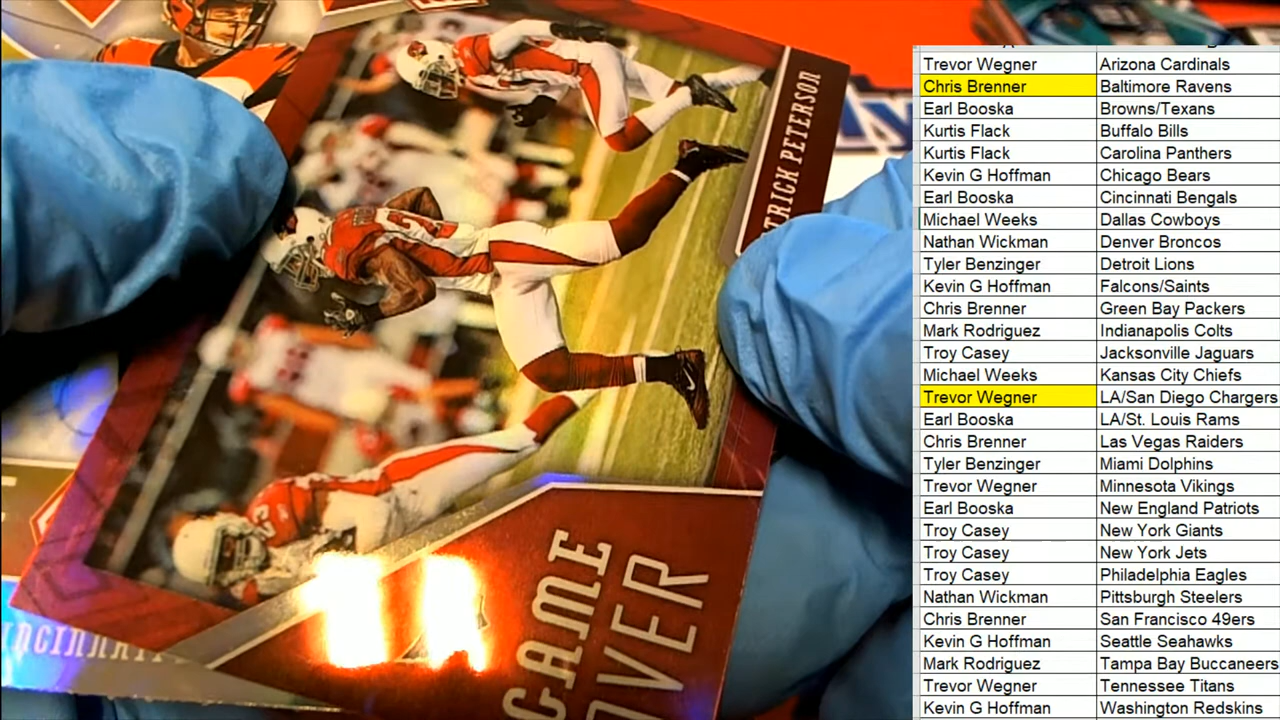 TRICK PETERSON
GAME
OVER
Trevor Wegner Arizona Cardinals
Chris Brenner Baltimore Ravens
Earl Booska Browns/Texans
Kurtis Flack Buffalo Bills
Kurtis Flack Carolina Panthers
Kevin G Hoffman Chicago Bears
Earl Booska Cincinnati Bengals
Michael Weeks Dallas Cowboys
Nathan Wickman Denver Broncos
Tyler Benzinger Detroit Lions
Kevin G Hoffman Falcons/Saints
Chris Brenner Green Bay Packers
Mark Rodriguez Indianapolis Colts
Troy Casey Jacksonville Jaguars
Michael Weeks Kansas City Chiefs
Trevor Wegner LA/San Diego Chargers
Earl Booska LA/St. Louis Rams
Chris Brenner Las Vegas Raiders
Tyler Benzinger Miami Dolphins
Trevor Wegner Minnesota Vikings
Earl Booska New England Patriots
Troy Casey New York Giants
Troy Casey New York Jets
Troy Casey Philadelphia Eagles
Nathan Wickman Pittsburgh Steelers
Chris Brenner San Francisco 49ers
Kevin G Hoffman Seattle Seahawks
Mark Rodriguez Tampa Bay Buccaneers
Trevor Wegner Tennessee Titans
Kevin G Hoffman Washington Redskins